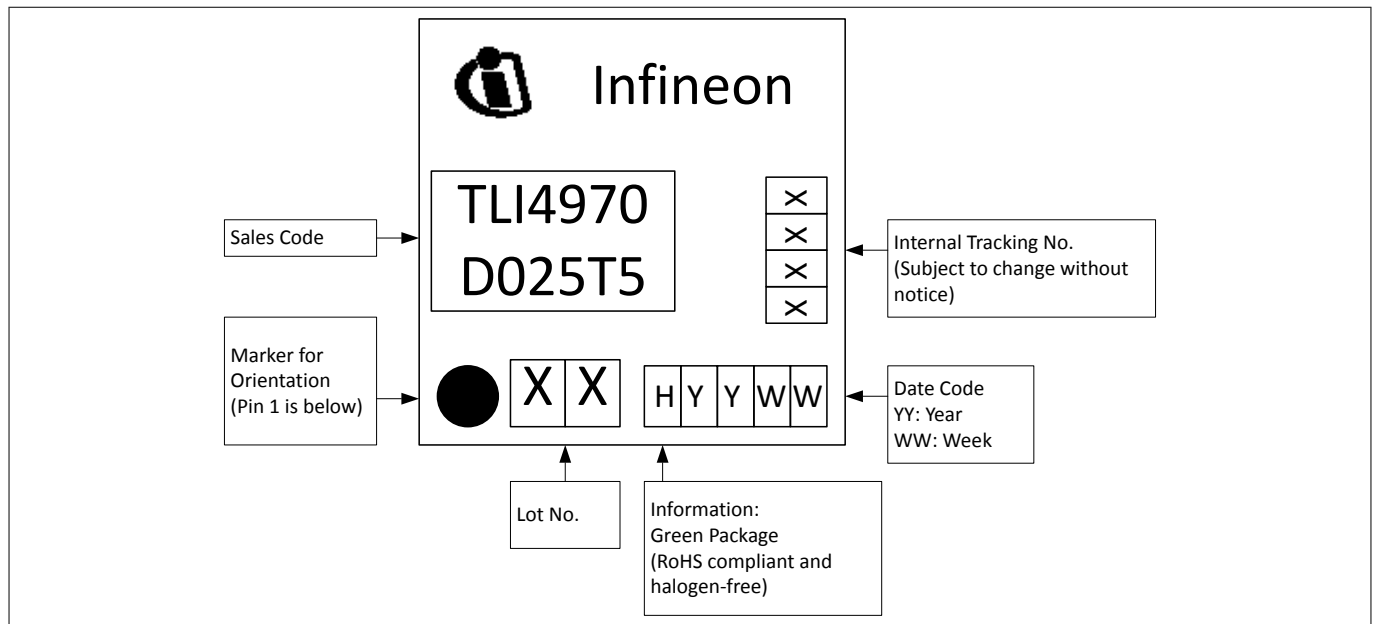 Infineon
TLI4970
D025T5
X
X
X
X
X X
H Y Y W W
Sales Code
Marker for
Orientation
(Pin 1 is below)
Internal Tracking No.
(Subject to change without
notice)
Date Code
YY: Year
WW: Week
Lot No.
Information:
Green Package
(RoHS compliant and
halogen-free)